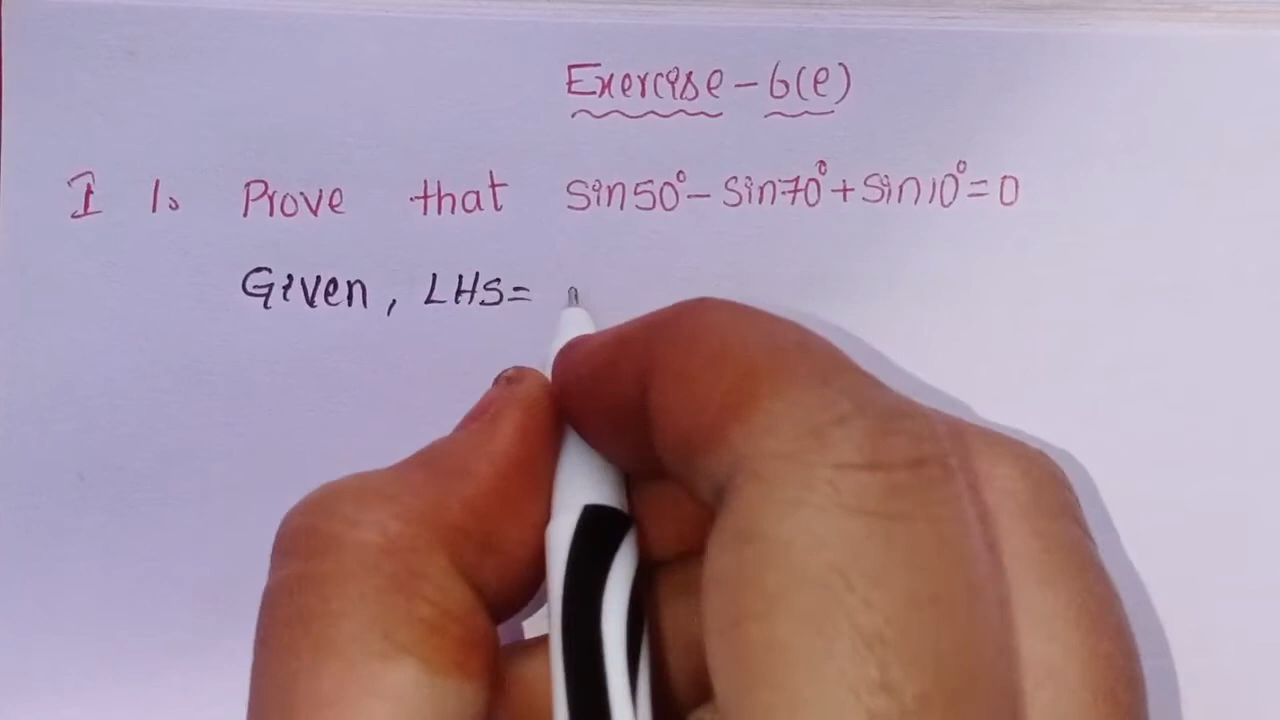 Exercise - 6(e)
I 1. Prove that sin50° - sin70° + sin10° = 0
Given, LHS =